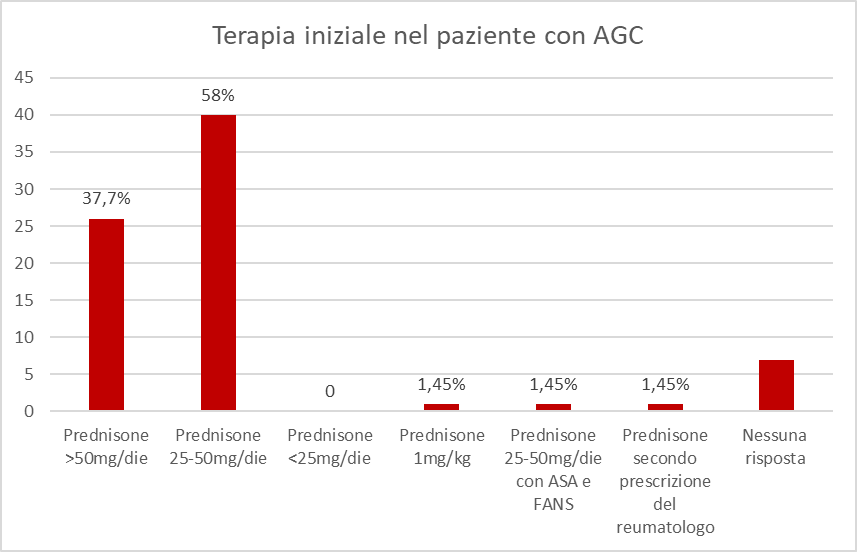 Terapia iniziale nel paziente con AGC
45
40
35
30
25
20
15
10
5
0
37,7%
58%
0
1,45%
1,45%
1,45%
Prednisone
>50mg/die
Prednisone
25-50mg/die
Prednisone
<25mg/die
Prednisone
1mg/kg
Prednisone
25-50mg/die
con ASA e
FANS
Prednisone
secondo
prescrizione
del
reumatologo
Nessuna
risposta